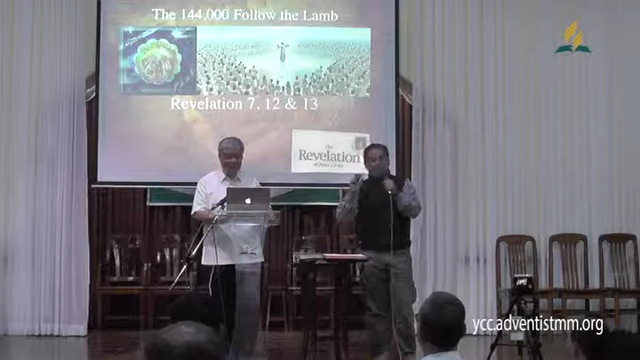 The 144,000 Follow the Lamb
Revelation 7, 12 & 13
The
Revelation
ycc.adventistmm.org